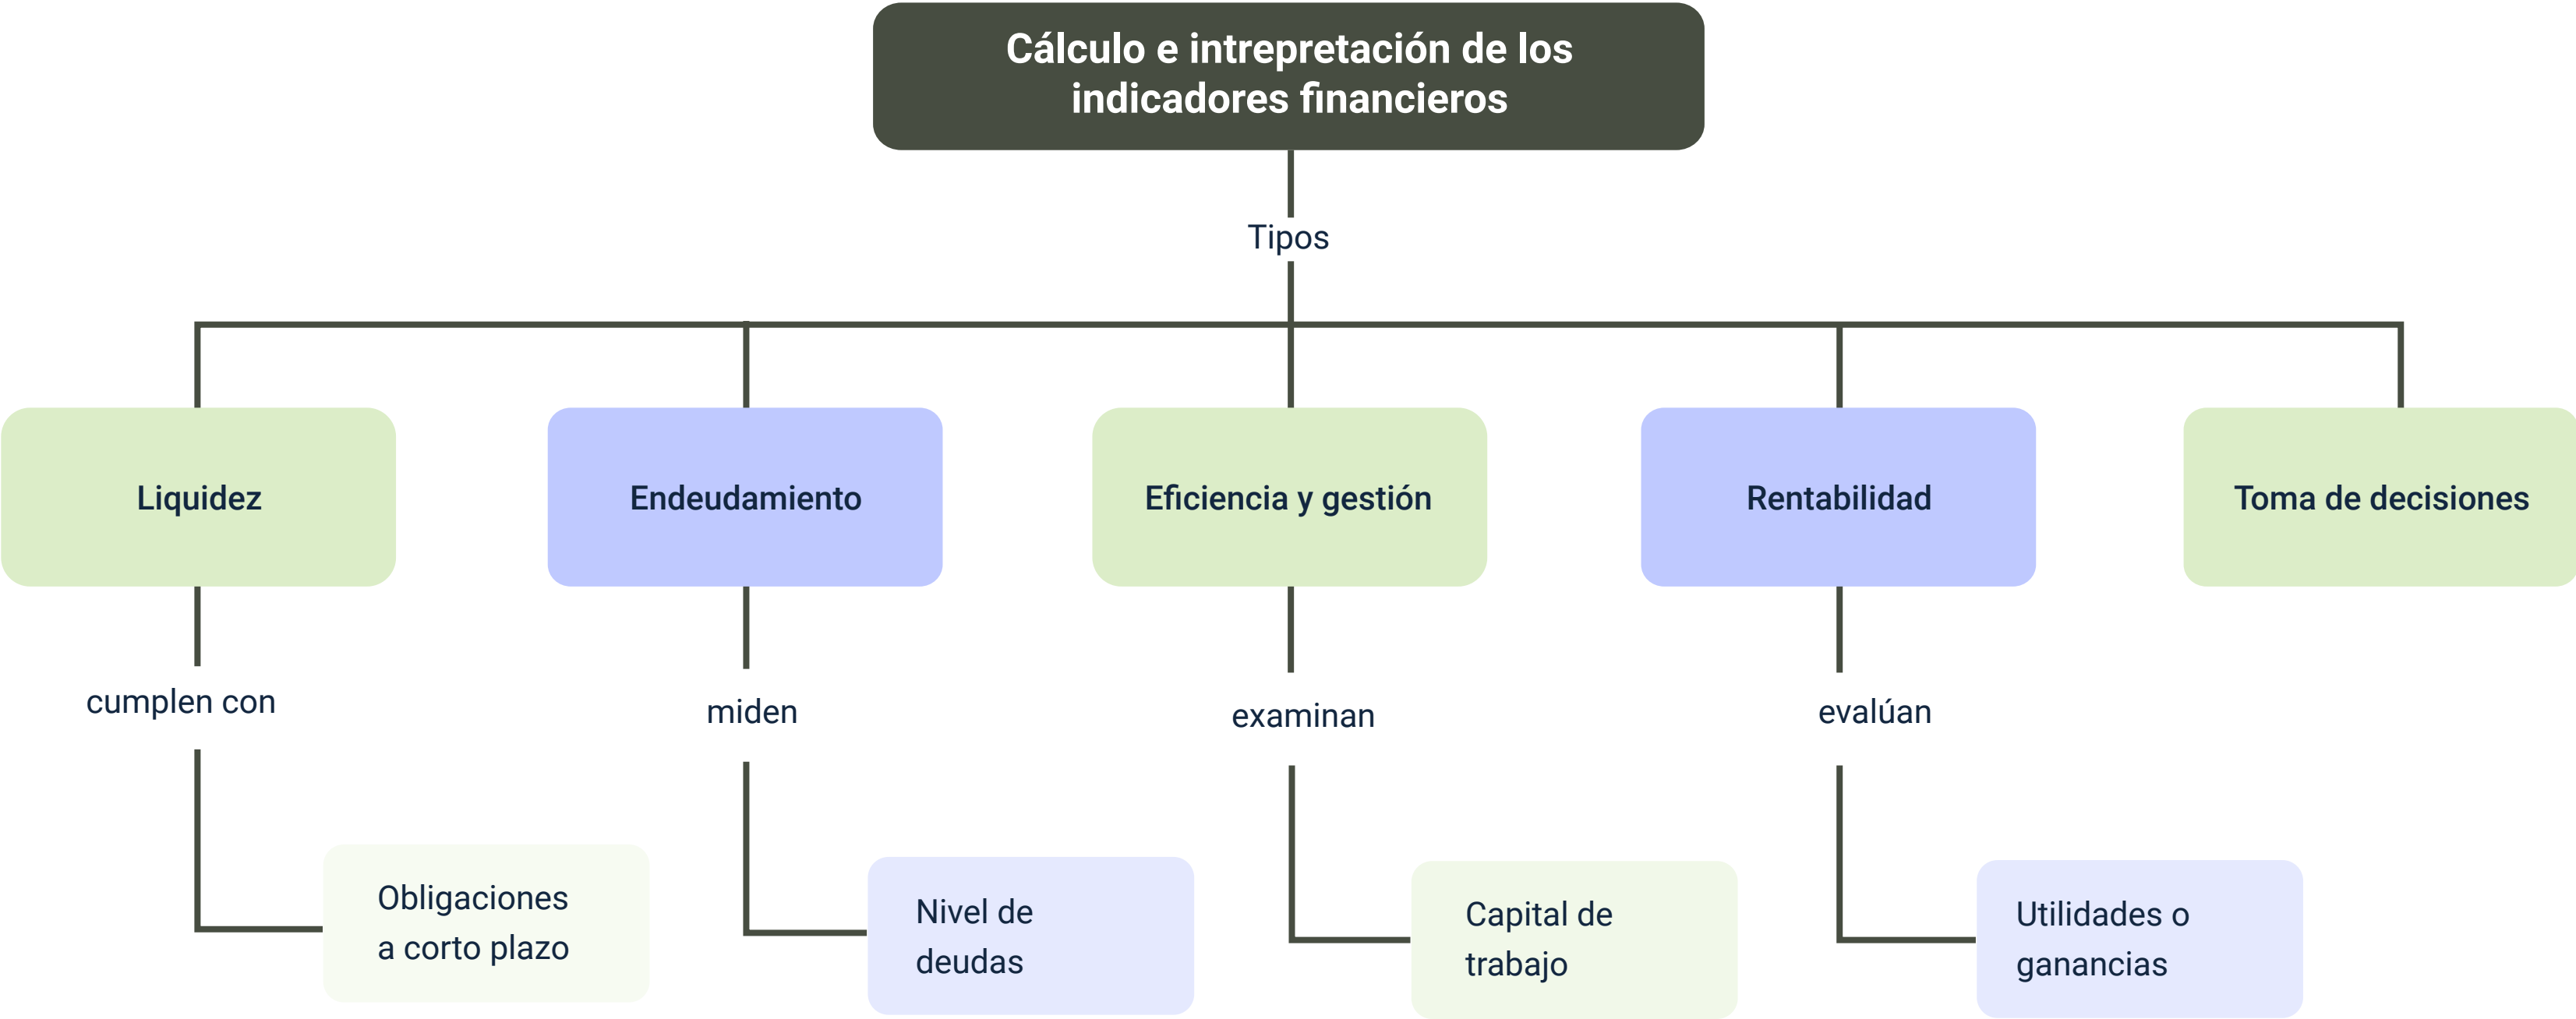 Cálculo e intrepretación de los
indicadores financieros
Tipos
Liquidez
Endeudamiento
Eficiencia y gestión
Rentabilidad
Toma de decisiones
cumplen con
miden
examinan
evalúan
Obligaciones
a corto plazo
Nivel de
deudas
Capital de
trabajo
Utilidades o
ganancias